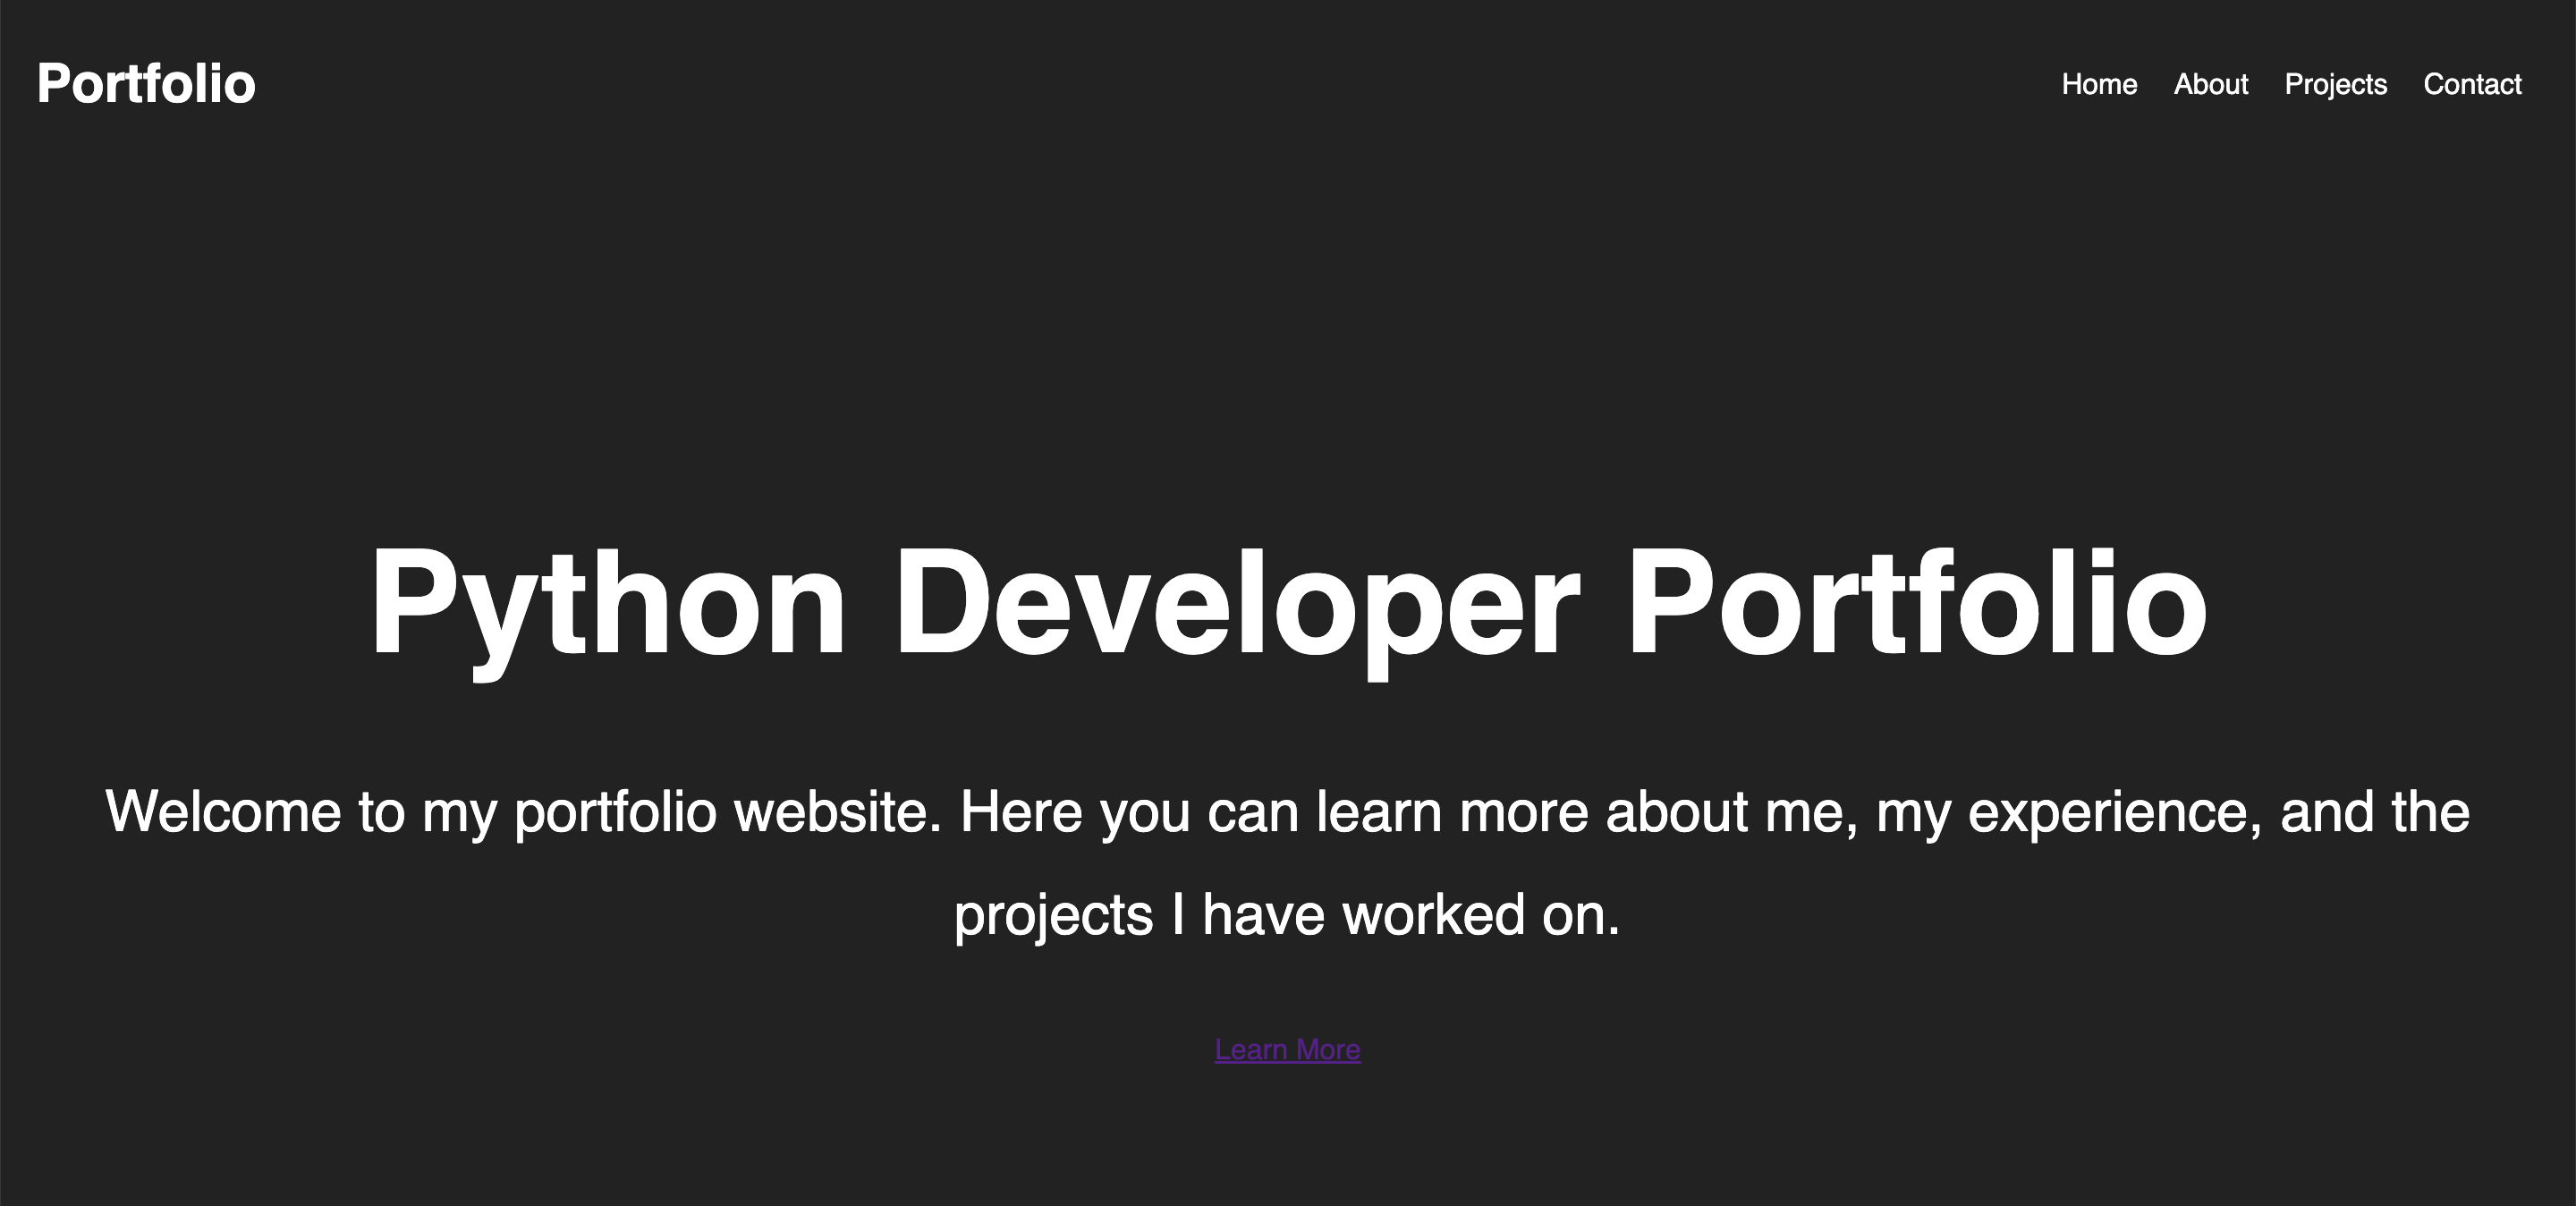 Portfolio
Home About Projects Contact
Python Developer Portfolio
Welcome to my portfolio website. Here you can learn more about me, my experience, and the
projects I have worked on.
Learn More